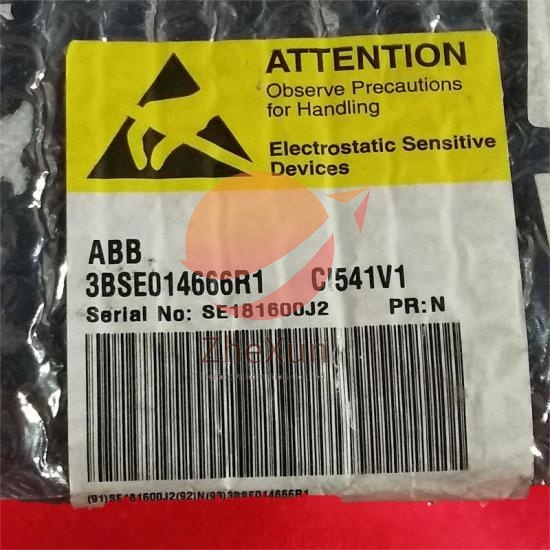 ATTENTION
Observe Precautions
for Handling
Electrostatic Sensitive
Devices
ABB
3BSE014666R1 CI541V1
Serial No: SE181600J2 PR:N
ZheXun
(91)SE181600J2(92)N(93)3BSE014666R1